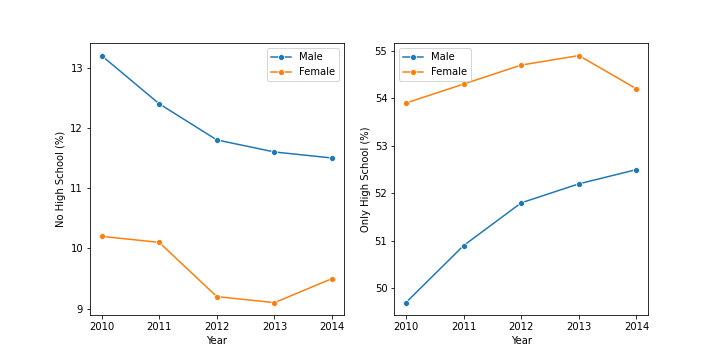 13
12
11
10
9
No High School (%)
2010 2011 2012 2013 2014
Year
Male
Female
55
54
53
52
51
50
Only High School (%)
2010 2011 2012 2013 2014
Year
Male
Female